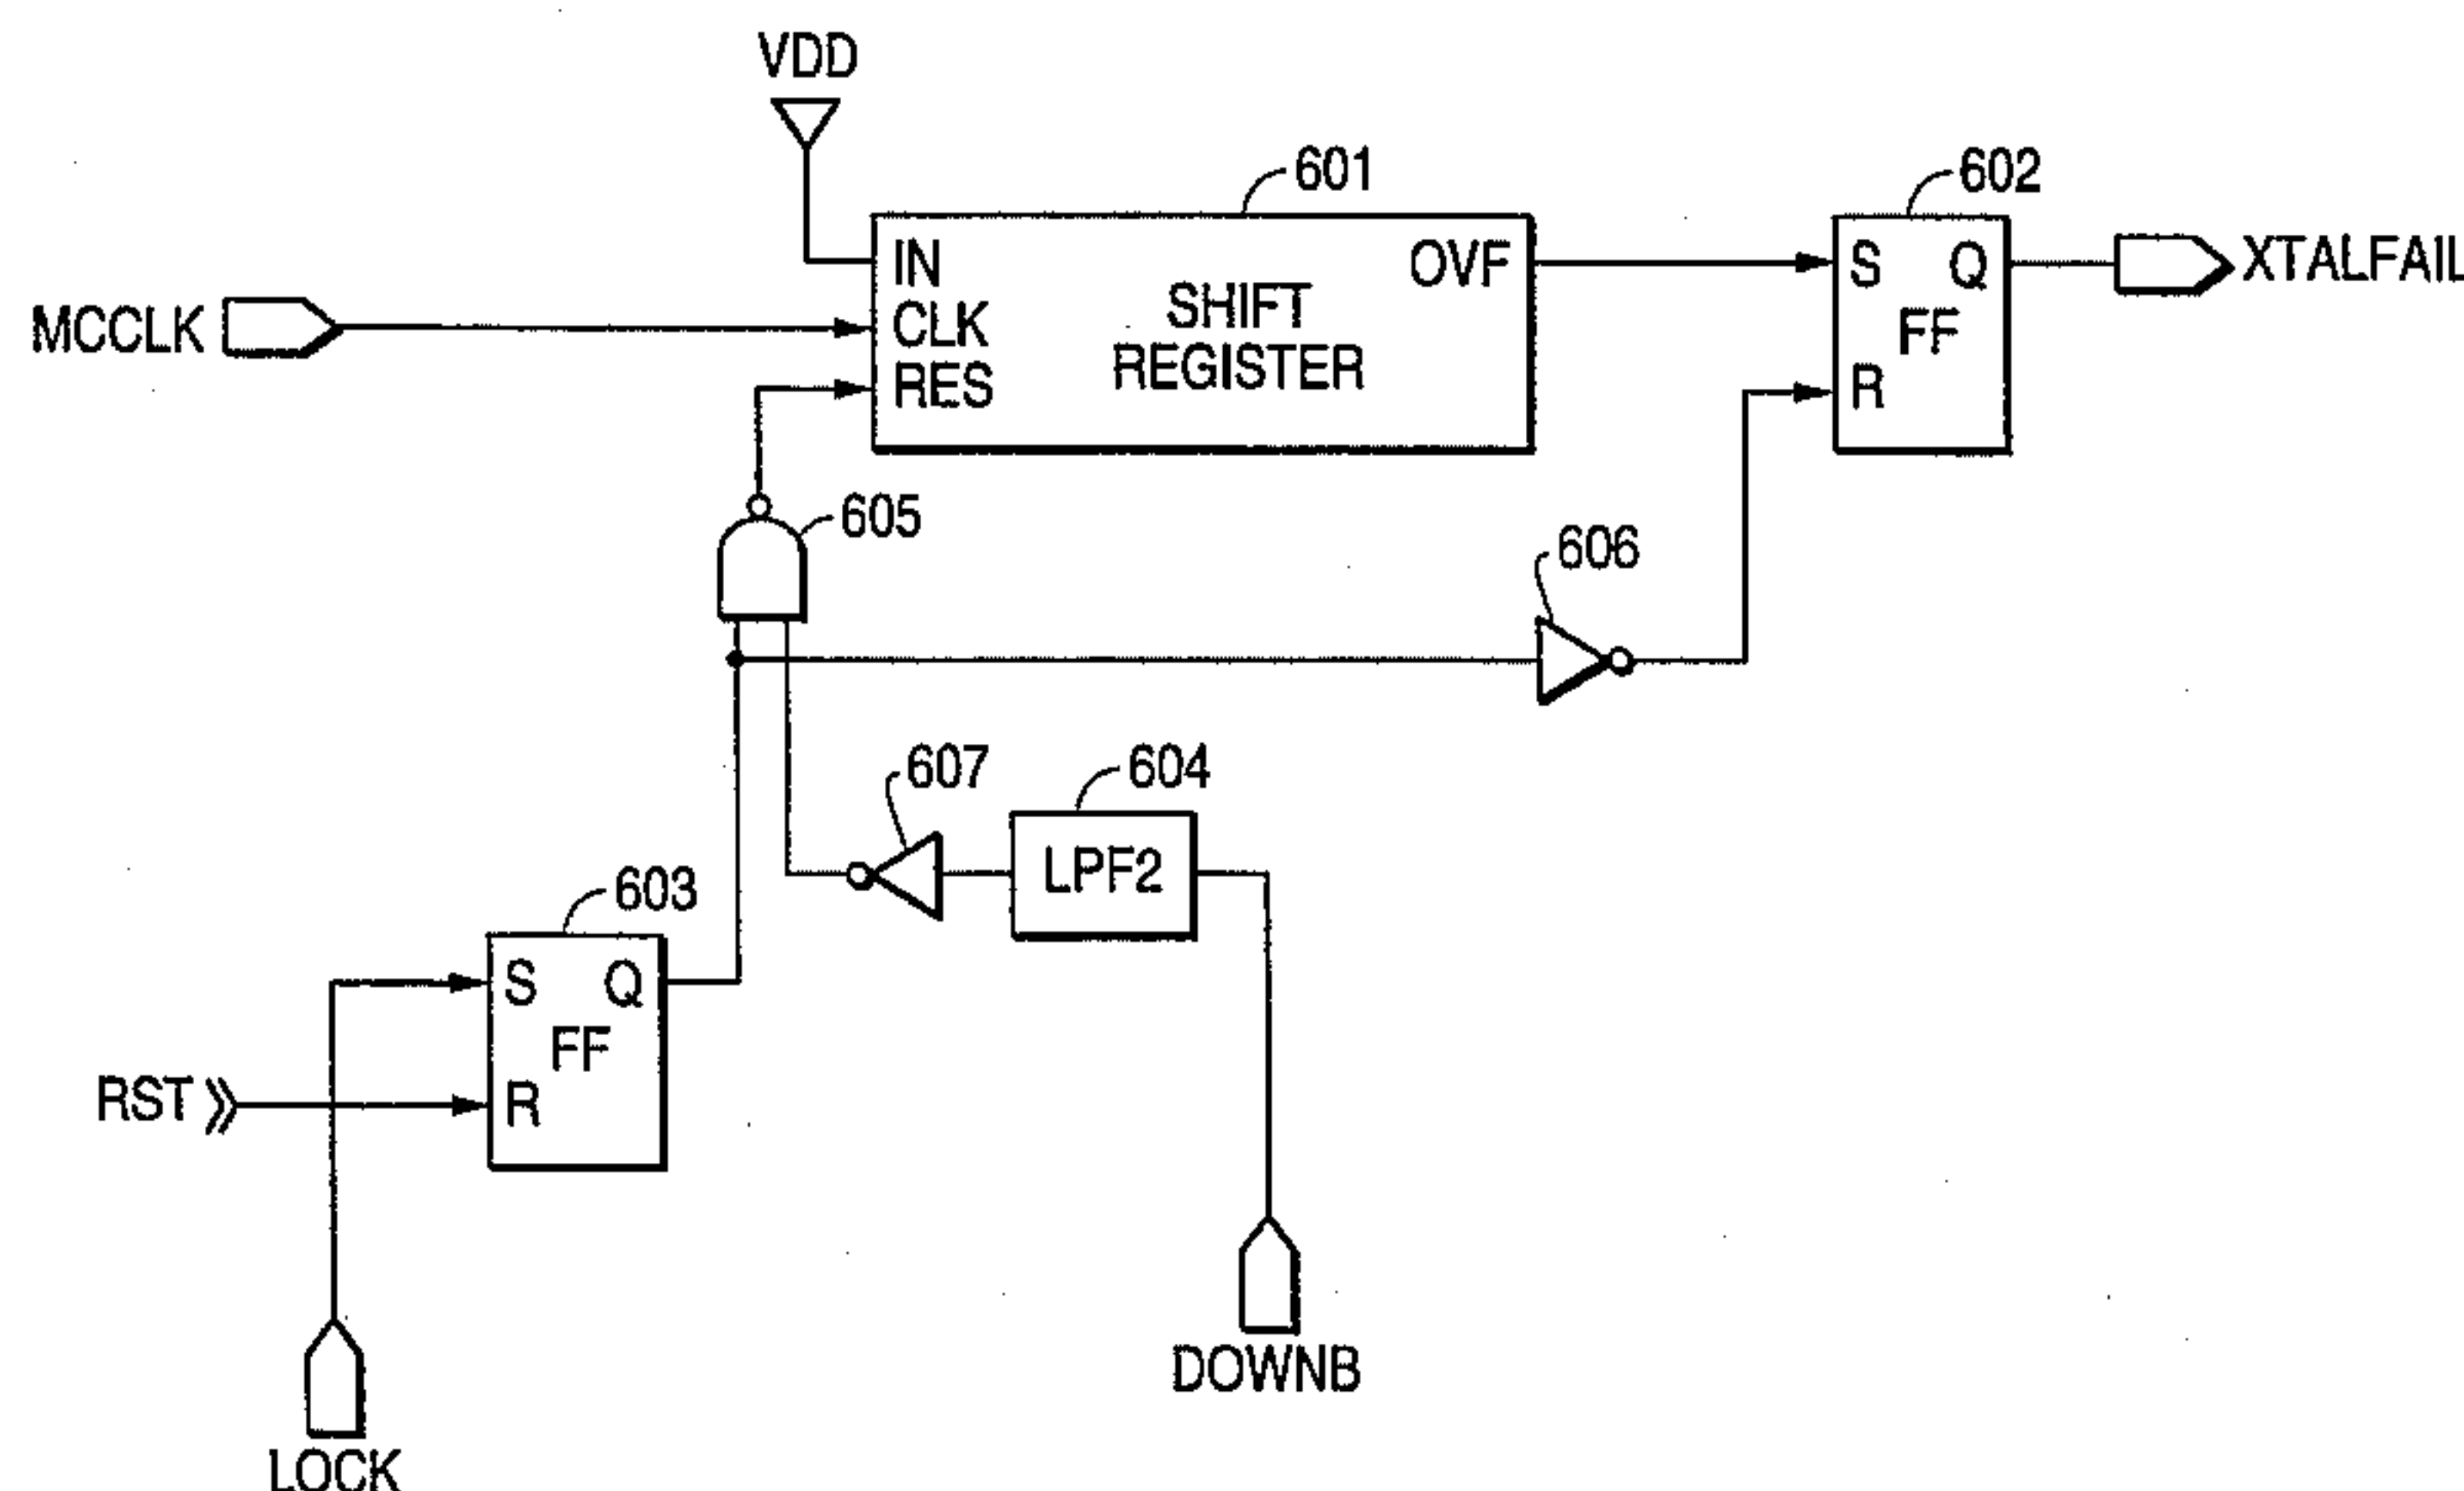 VDD
601
602
IN
OVF
S
Q
XTALFAIL
MCCLK
CLK
SHIFT
REGISTER
FF
RES
R
605
606
607
604
LPF2
603
S
Q
FF
RST
R
DOWNB
LOCK